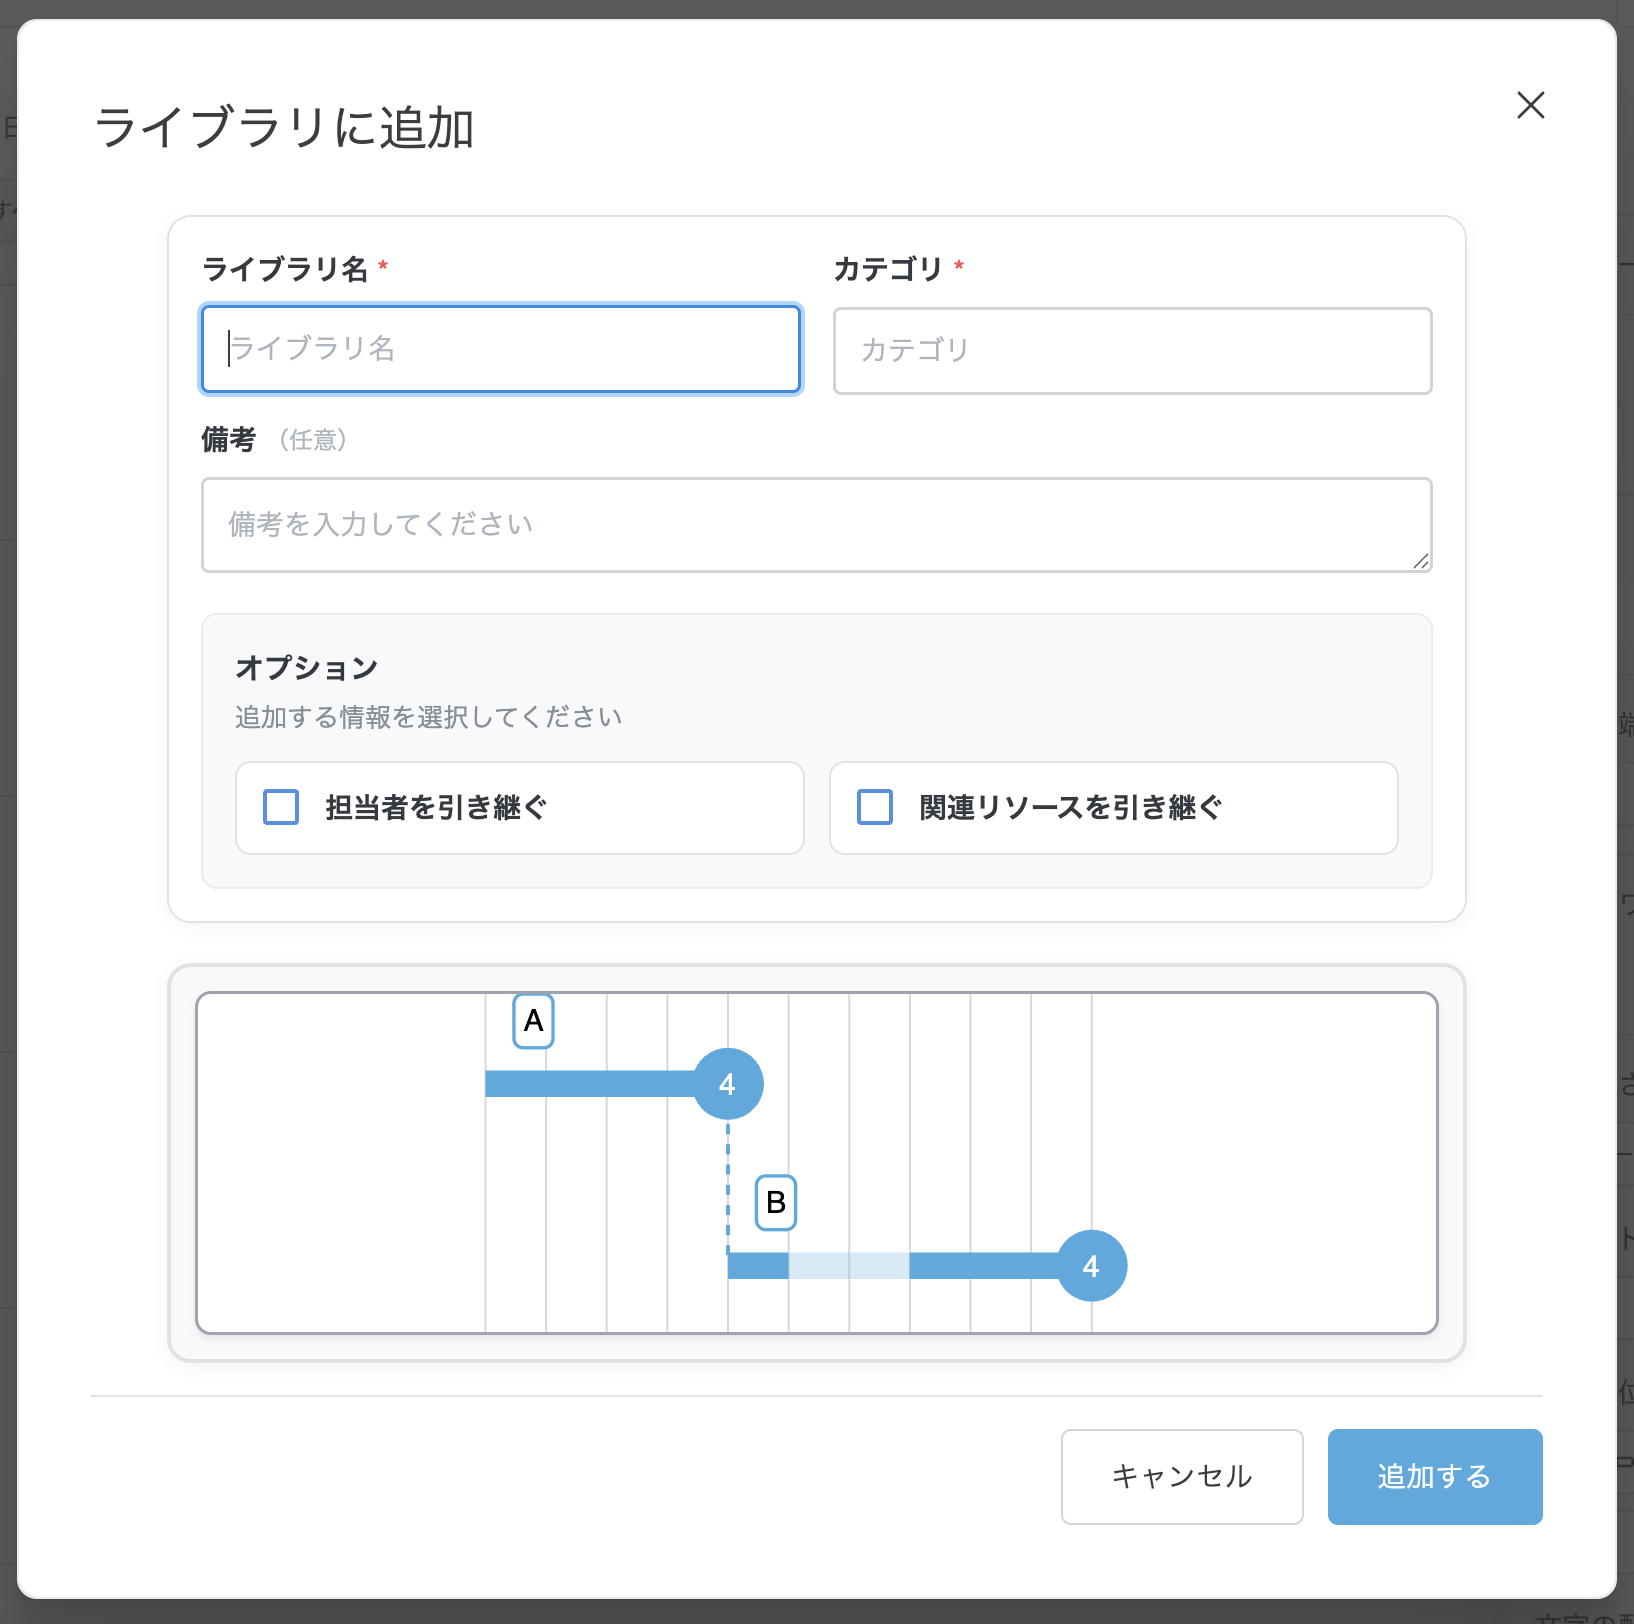 ライブラリに追加
ライブラリ名 *
カテゴリ *
ライブラリ名
カテゴリ
備考 （任意）
備考を入力してください
オプション
追加する情報を選択してください
担当者を引き継ぐ
関連リソースを引き継ぐ
A
4
B
4
キャンセル
追加する